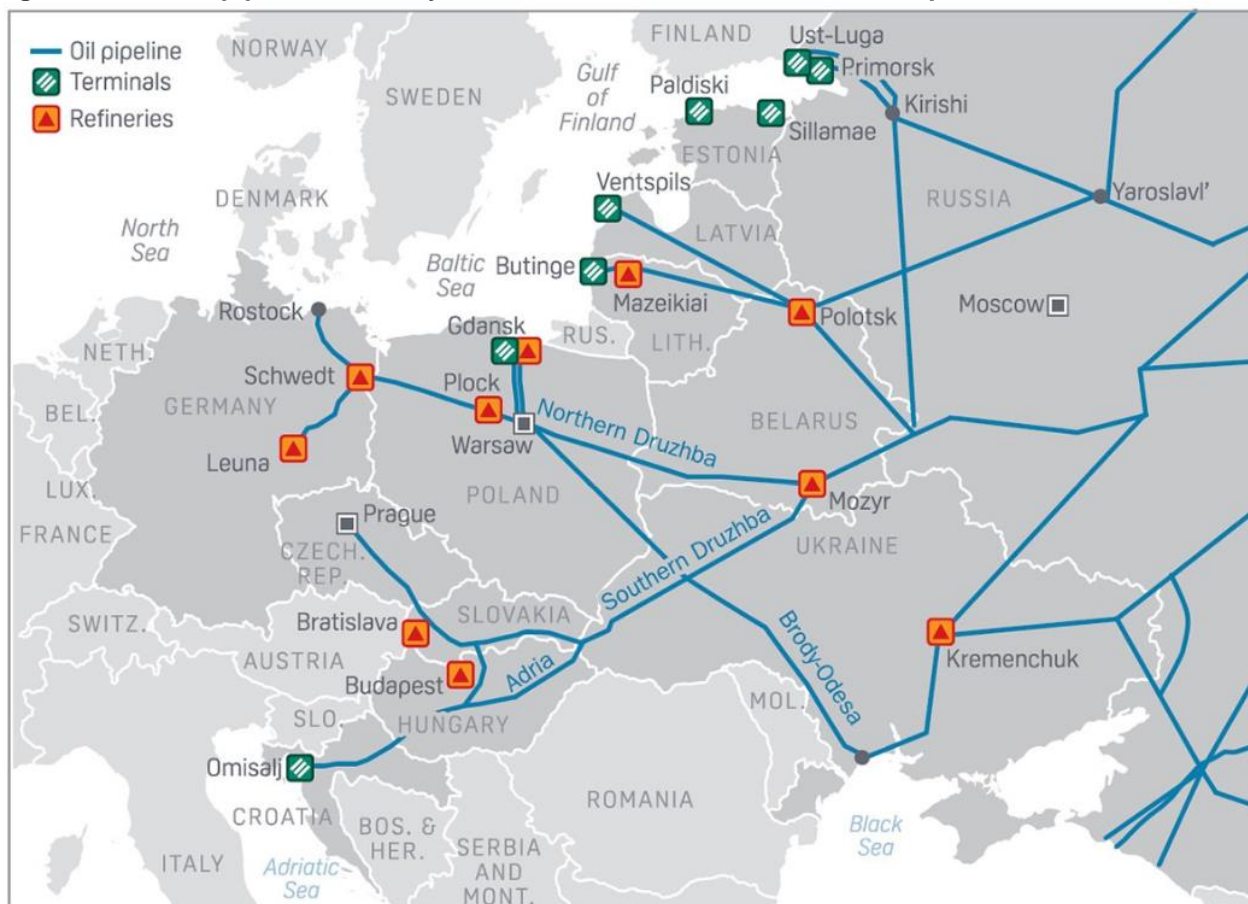 Oil pipeline
Terminals
Refineries
NORWAY
SWEDEN
FINLAND
Gulf
of
Finland
Ust-Luga
Primorsk
Kirishi
Paldiski
Sillamae
ESTONIA
RUSSIA
Yaroslavl'
DENMARK
North
Sea
Ventspils
LATVIA
Baltic
Sea
Butinge
Mazeikiai
Polotsk
Moscow
Rostock
NETH.
Gdansk
RUS.
LITH.
Schwedt
GERMANY
Plock
Warsaw
Northern Druzhba
BELARUS
BEL.
Leuna
LUX.
POLAND
Mozyr
FRANCE
Prague
CZECH.
REP.
UKRAINE
Southern Druzhba
SWITZ.
Bratislava
SLOVAKIA
AUSTRIA
Budapest
Adria
Brody-Odesa
Kremenchuk
HUNGARY
SLO.
MOL.
Omisalj
CROATIA
ROMANIA
BOS. &
HER.
SERBIA
AND
MONT.
Black
Sea
ITALY
Adriatic
Sea